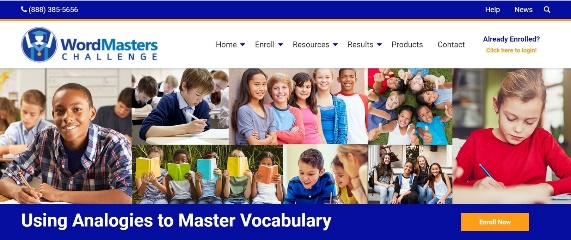 (888) 385-5656
Help
News
WordMasters
CHALLENGE
Home
Enroll
Resources
Results
Products
Contact
Already Enrolled?
Click here to login!
Using Analogies to Master Vocabulary
Enroll Now